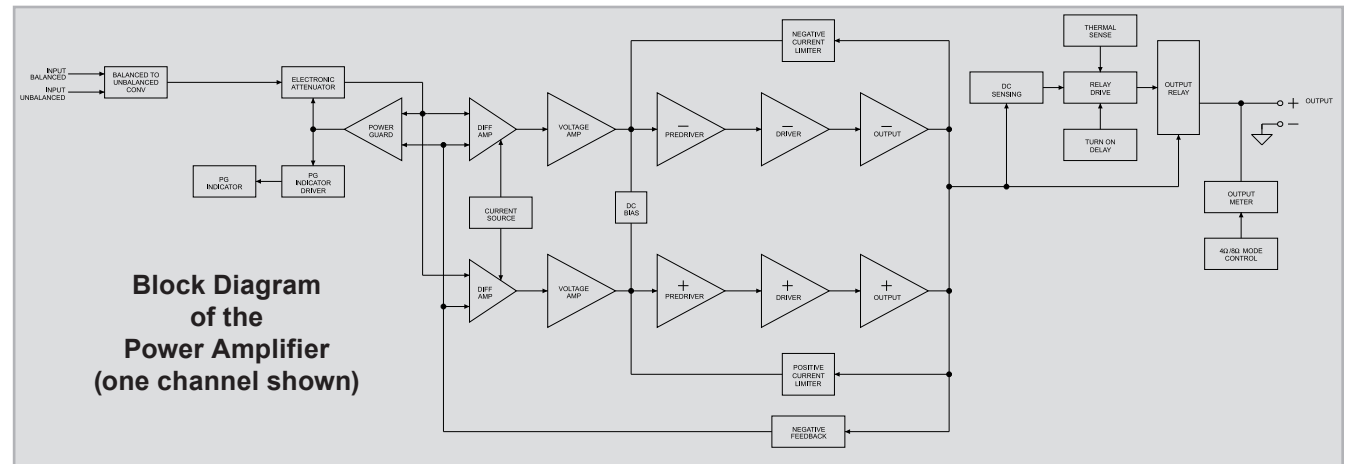 INPUT
BALANCED
INPUT
UNBALANCED
BALANCED TO
UNBALANCED
CONV
ELECTRONIC
ATTENUATOR
POWER
GUARD
PG
INDICATOR
PG
INDICATOR
DRIVER
DIFF
AMP
VOLTAGE
AMP
CURRENT
SOURCE
DIFF
AMP
VOLTAGE
AMP
NEGATIVE
CURRENT
LIMITER
−
PREDRIVER
−
DRIVER
−
OUTPUT
DC
BIAS
+
PREDRIVER
+
DRIVER
+
OUTPUT
POSITIVE
CURRENT
LIMITER
NEGATIVE
FEEDBACK
THERMAL
SENSE
DC
SENSING
RELAY
DRIVE
TURN ON
DELAY
OUTPUT
RELAY
+ OUTPUT
−
OUTPUT
METER
4Ω/8Ω MODE
CONTROL
Block Diagram
of the
Power Amplifier
(one channel shown)